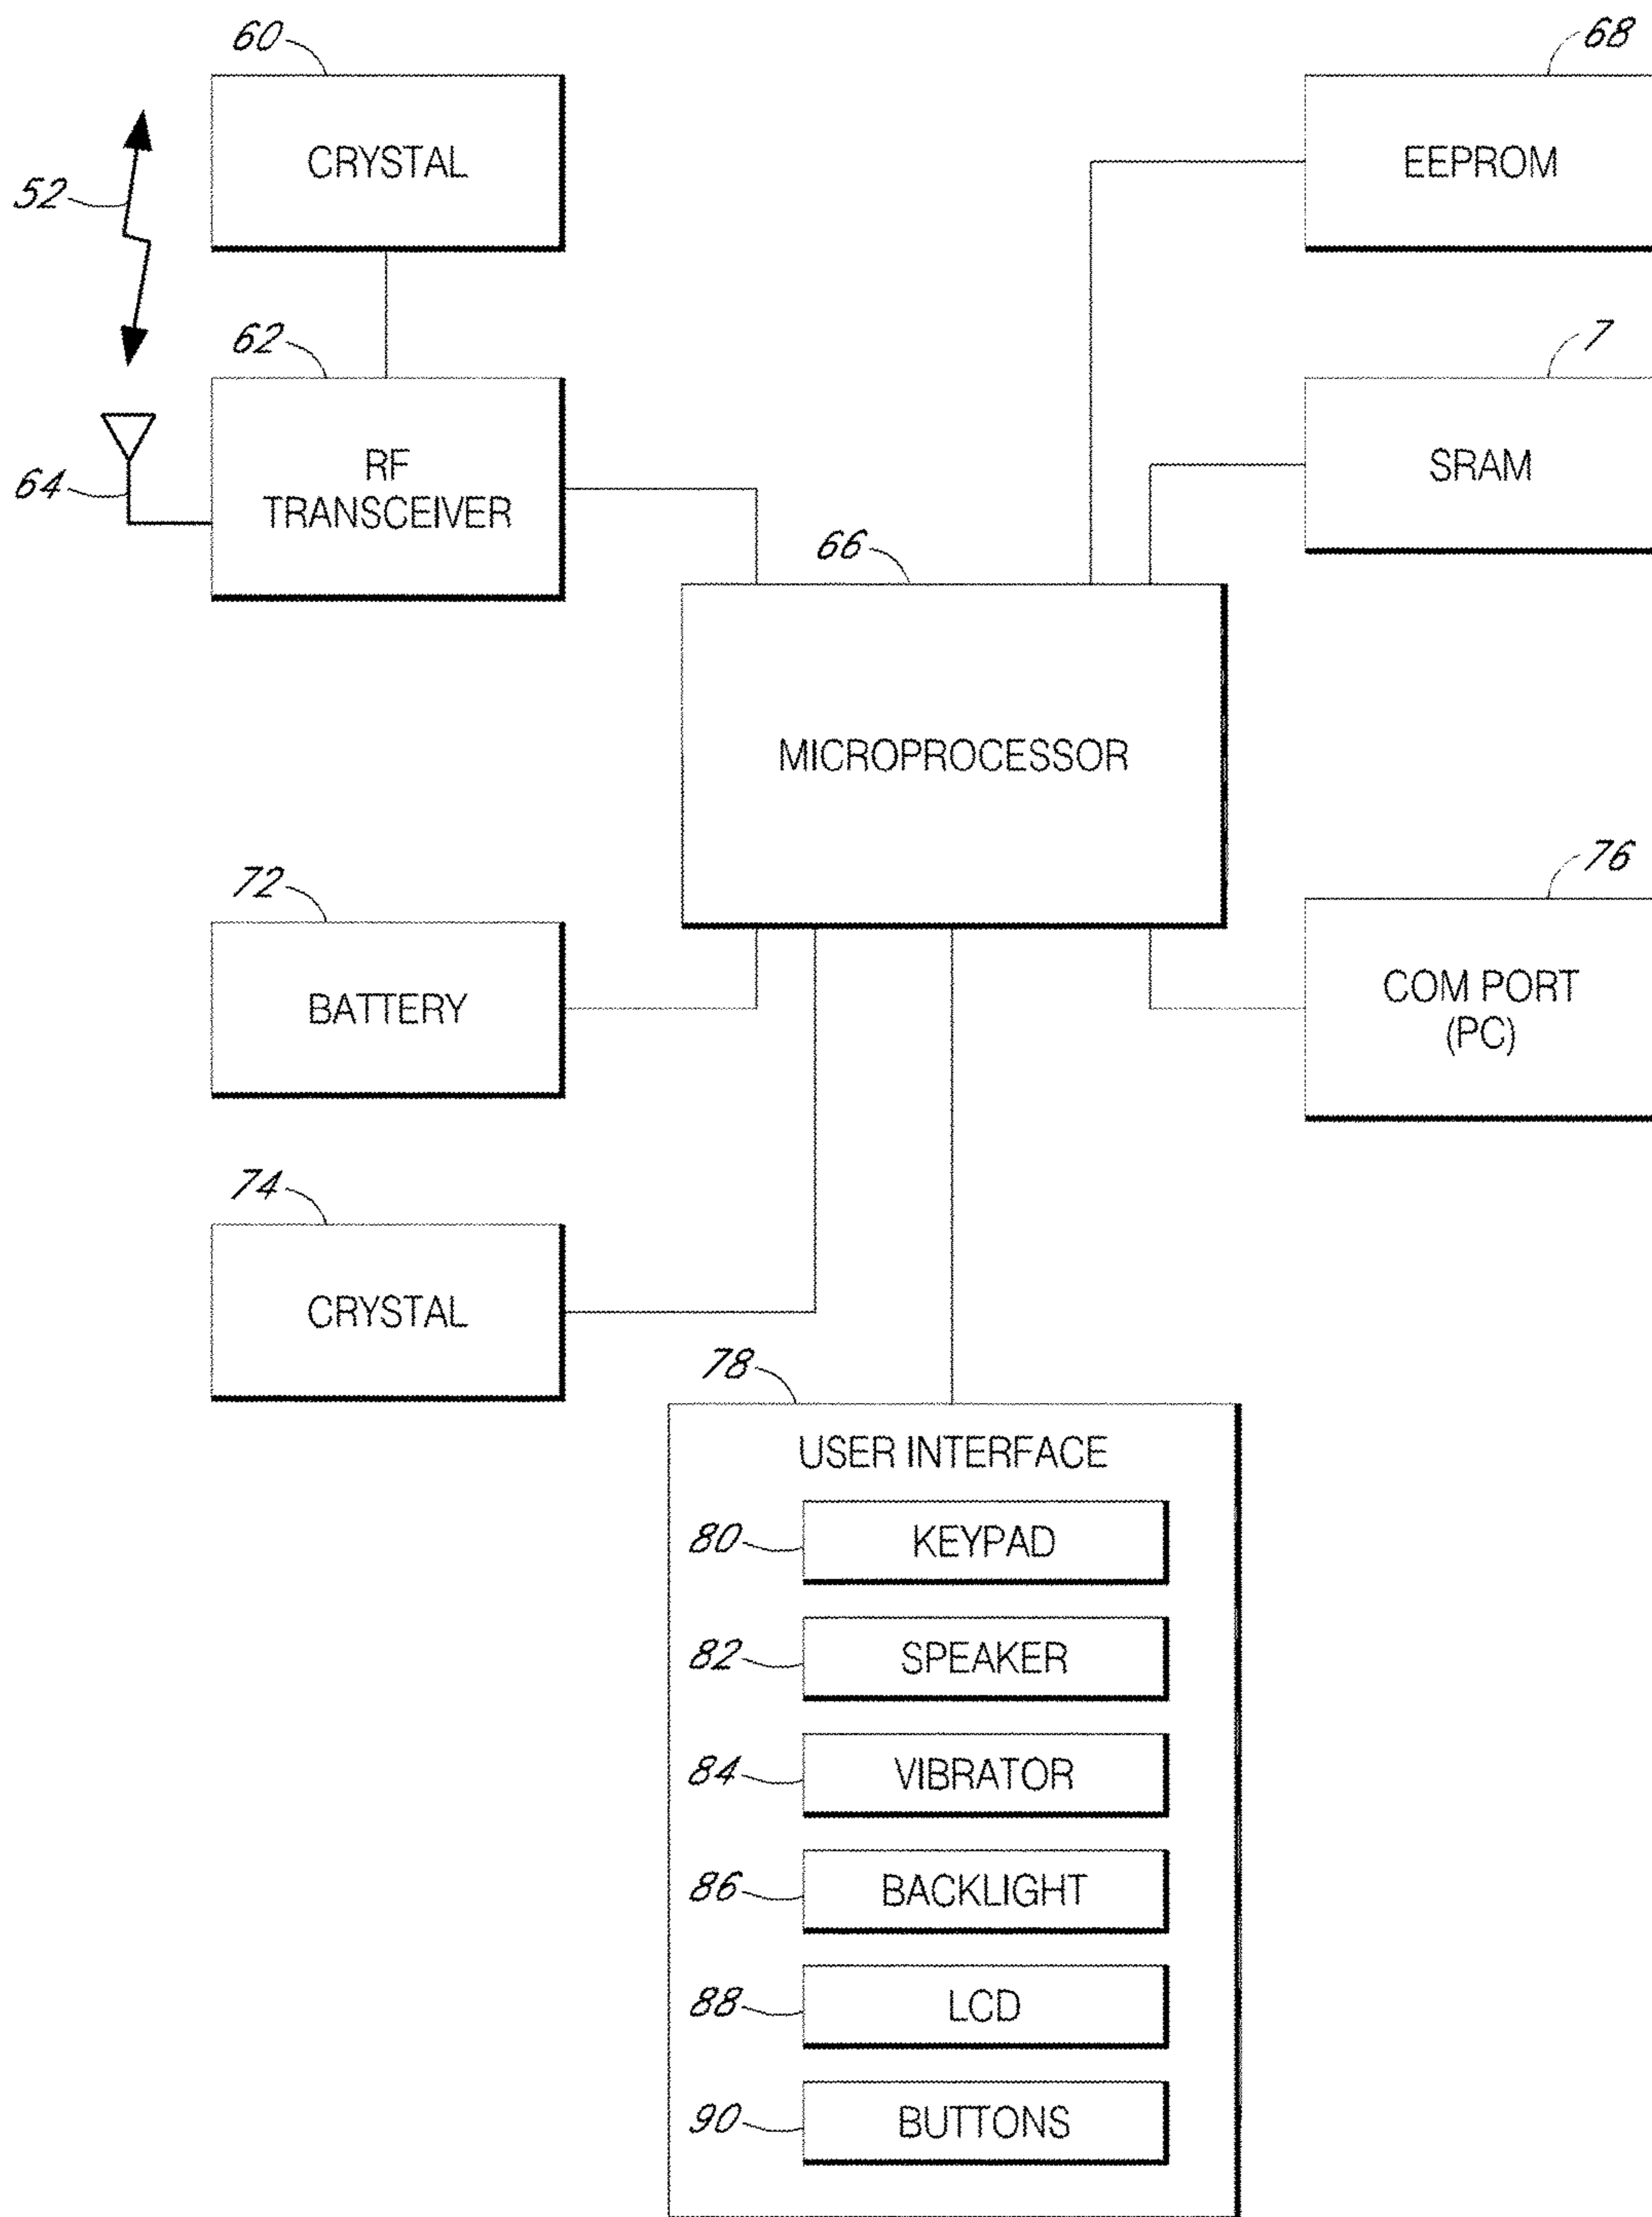 60
68
CRYSTAL
EEPROM
52
62
7
RF
TRANSCEIVER
SRAM
64
66
MICROPROCESSOR
72
76
BATTERY
COM PORT
(PC)
74
CRYSTAL
78
USER INTERFACE
80 KEYPAD
82 SPEAKER
84 VIBRATOR
86 BACKLIGHT
88 LCD
90 BUTTONS